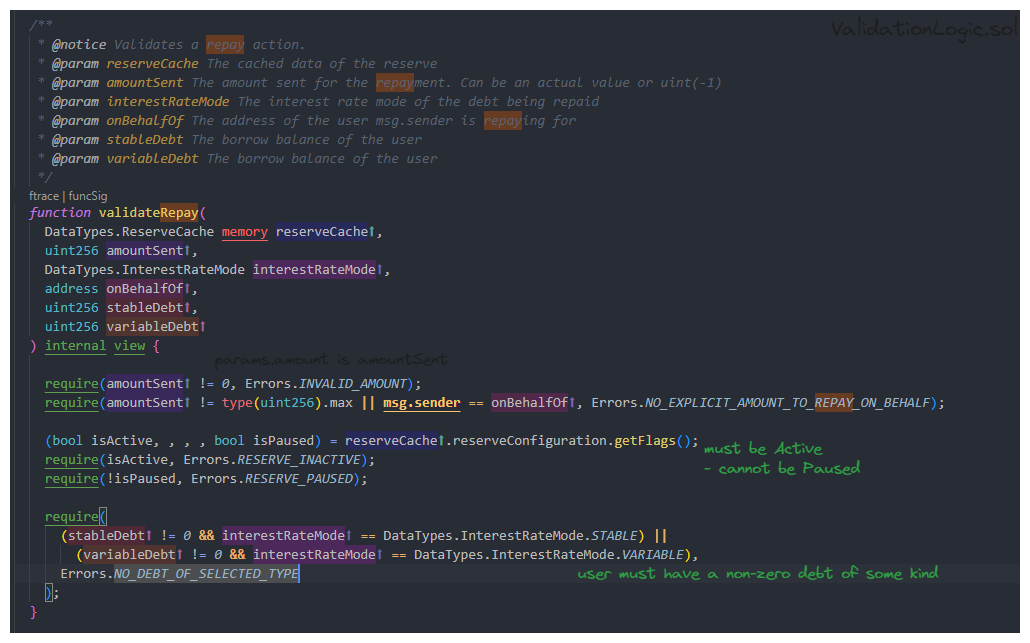 /**
ValidationLogic.sol
* @notice Validates a repay action.
* @param reserveCache The cached data of the reserve
* @param amountSent The amount sent for the repayment. Can be an actual value or uint(-1)
* @param interestRateMode The interest rate mode of the debt being repaid
* @param onBehalfOf The address of the user msg.sender is repaying for
* @param stableDebt The borrow balance of the user
* @param variableDebt The borrow balance of the user
*/
ftrace | funcSig
function validateRepay(
DataTypes.ReserveCache memory reserveCache↑,
uint256 amountSent↑,
DataTypes.InterestRateMode interestRateMode↑,
address onBehalfOf↑,
uint256 stableDebt↑,
uint256 variableDebt↑
) internal view {
params.amount is amountSent
require(amountSent↑ != 0, Errors.INVALID_AMOUNT);
require(amountSent↑ != type(uint256).max || msg.sender == onBehalfOf↑, Errors.NO_EXPLICIT_AMOUNT_TO_REPAY_ON_BEHALF);
(bool isActive, , , , bool isPaused) = reserveCache↑.reserveConfiguration.getFlags();
must be Active
require(isActive, Errors.RESERVE_INACTIVE);
- cannot be Paused
require(!isPaused, Errors.RESERVE_PAUSED);
require(
(stableDebt↑ != 0 && interestRateMode↑ == DataTypes.InterestRateMode.STABLE) ||
(variableDebt↑ != 0 && interestRateMode↑ == DataTypes.InterestRateMode.VARIABLE),
Errors.NO_DEBT_OF_SELECTED_TYPE
user must have a non-zero debt of some kind
);
}